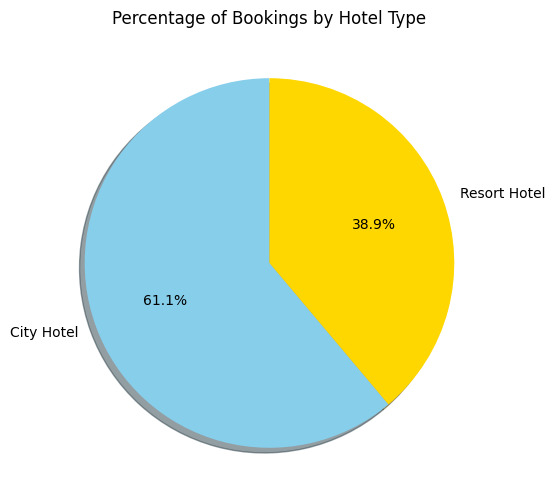 Percentage of Bookings by Hotel Type
Resort Hotel
38.9%
61.1%
City Hotel